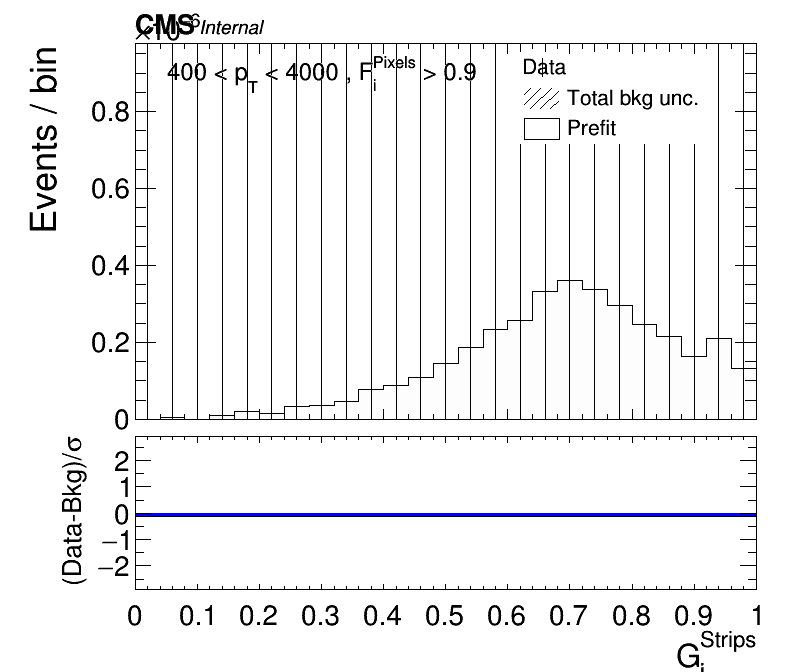 CMS Internal
×10⁻⁶
400 < p_T < 4000 , F_i^Pixels > 0.9
Data
Total bkg unc.
Prefit
Events / bin
0.8
0.6
0.4
0.2
0
(Data-Bkg)/σ
2
1
0
−1
−2
0 0.1 0.2 0.3 0.4 0.5 0.6 0.7 0.8 0.9 1
G_i^Strips